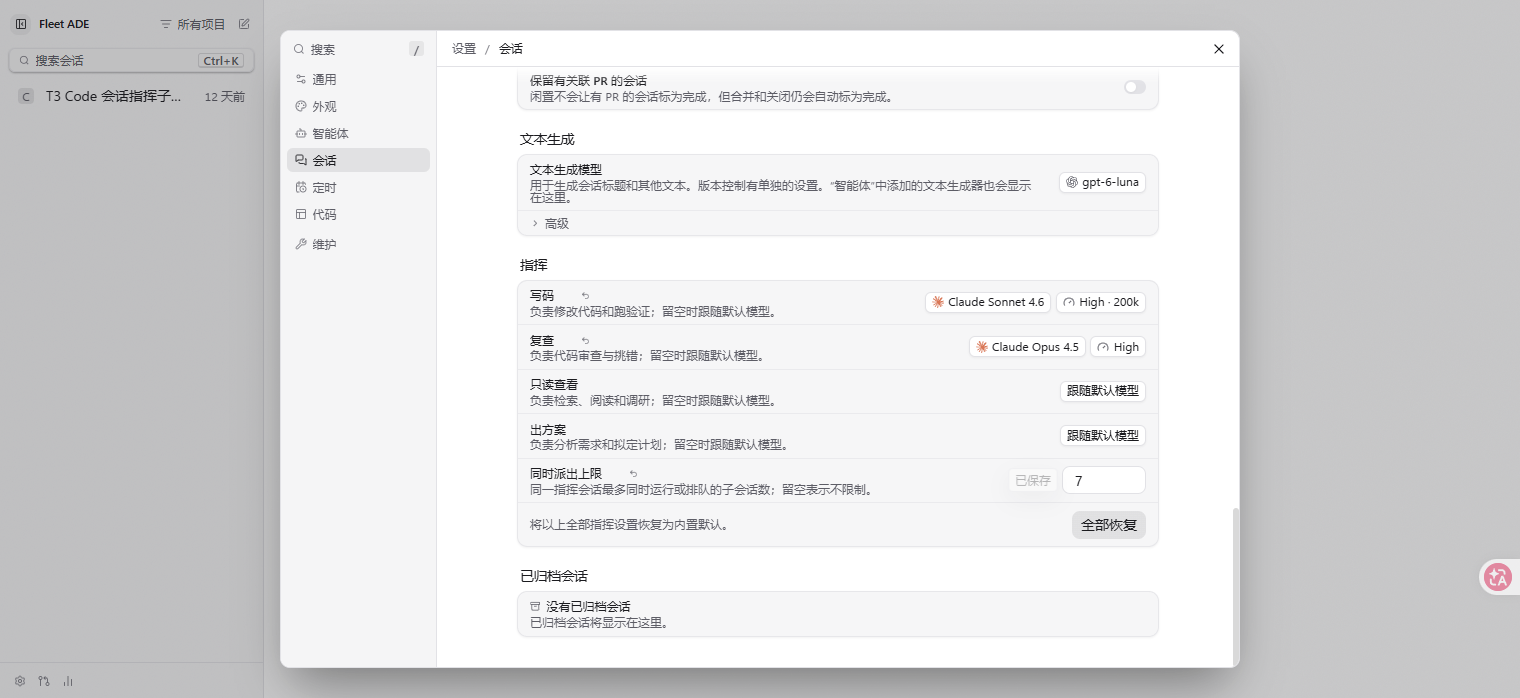 Fleet ADE
所有项目
搜索会话
Ctrl+K
C
T3 Code 会话指挥子...
12 天前
搜索
/
通用
外观
智能体
会话
定时
代码
维护
设置 / 会话
保留有关联 PR 的会话
闲置不会让有 PR 的会话标为完成，但合并和关闭仍会自动标为完成。
文本生成
文本生成模型
用于生成会话标题和其他文本。版本控制有单独的设置。“智能体”中添加的文本生成器也会显示
在这里。
gpt-6-luna
高级
指挥
写码
负责修改代码和跑验证；留空时跟随默认模型。
Claude Sonnet 4.6
High · 200k
复查
负责代码审查与挑错；留空时跟随默认模型。
Claude Opus 4.5
High
只读查看
负责检索、阅读和调研；留空时跟随默认模型。
跟随默认模型
出方案
负责分析需求和拟定计划；留空时跟随默认模型。
跟随默认模型
同时派出上限
同一指挥会话最多同时运行或排队的子会话数；留空表示不限制。
已保存
7
将以上全部指挥设置恢复为内置默认。
全部恢复
已归档会话
没有已归档会话
已归档会话将显示在这里。